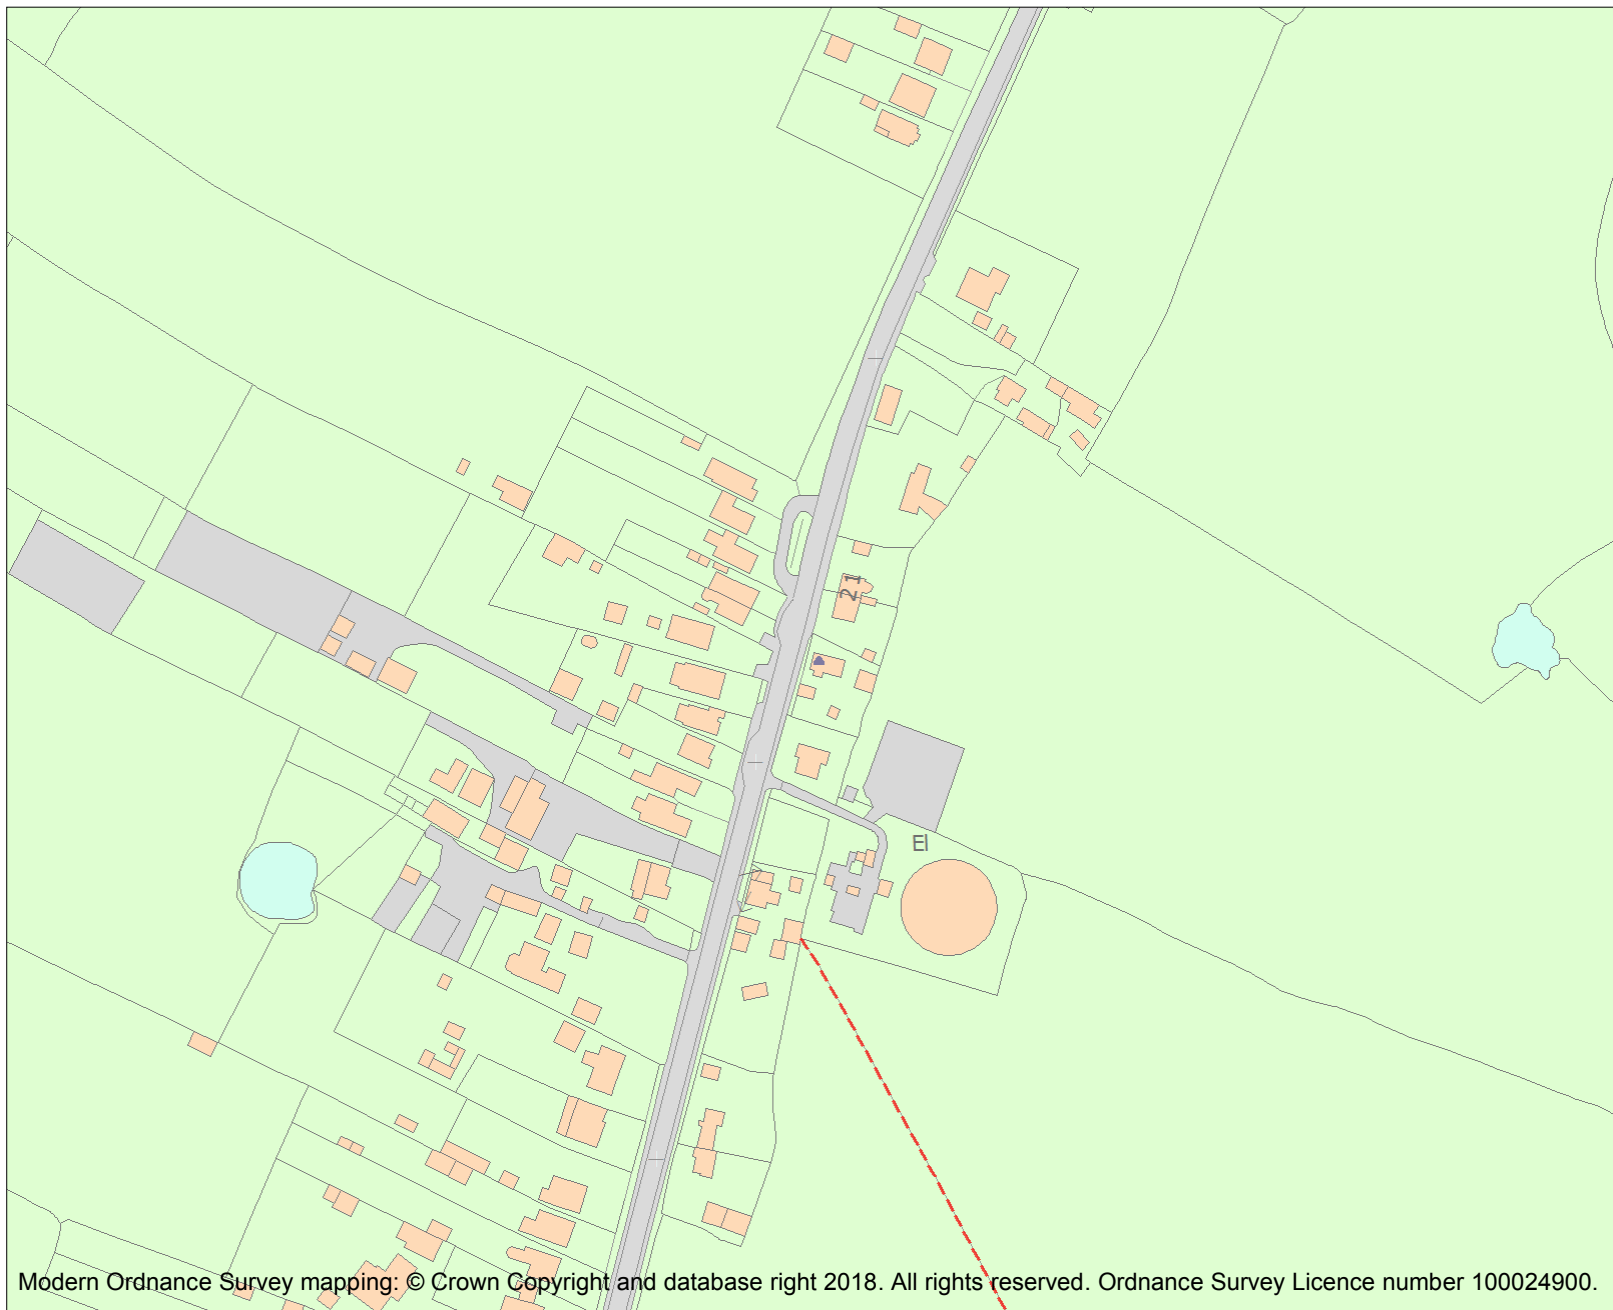 21
El
Modern Ordnance Survey mapping: © Crown Copyright and database right 2018. All rights reserved. Ordnance Survey Licence number 100024900.